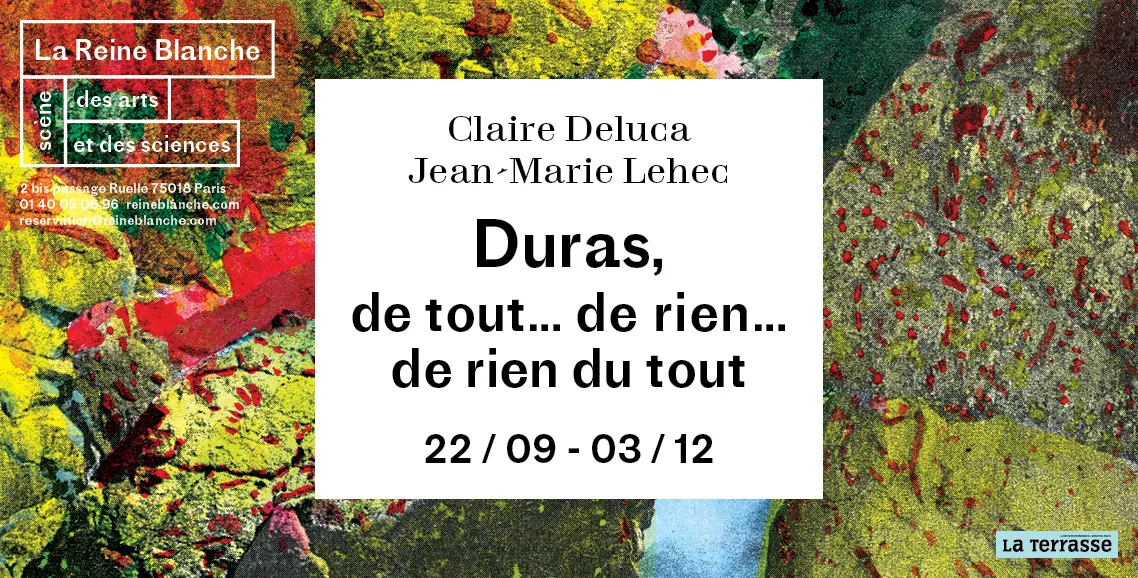 La Reine Blanche
scène
des arts
et des sciences
2 bis passage Ruelle 75018 Paris
01 40 05 06 96 reineblanche.com
reservation@reineblanche.com
Claire Deluca
Jean-Marie Lehec
Duras,
de tout... de rien...
de rien du tout
22 / 09 - 03 / 12
La Terrasse